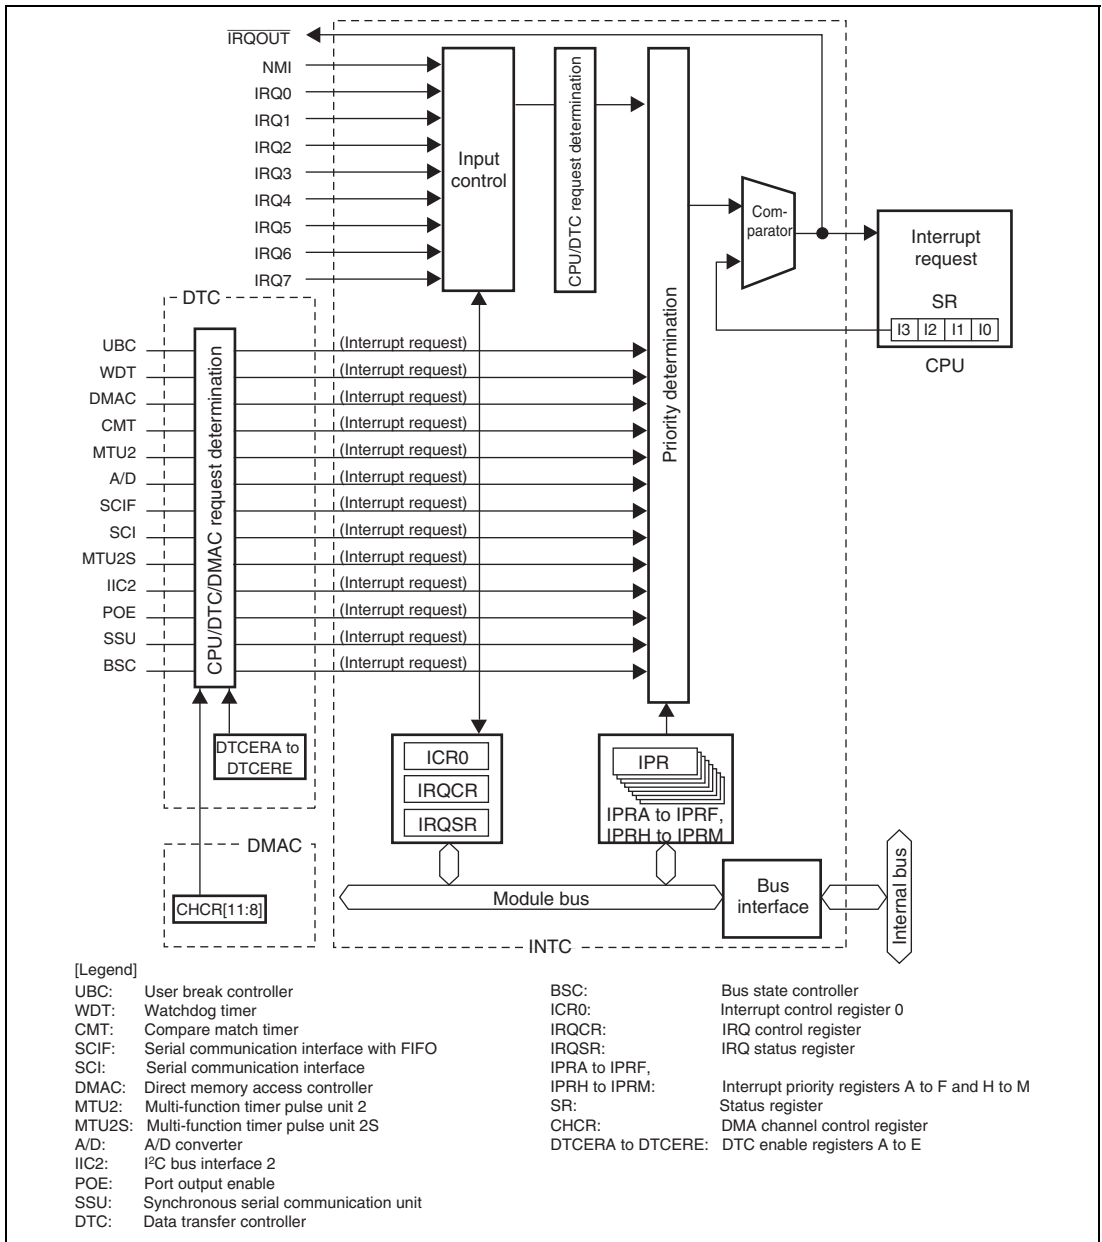 IRQOUT
NMI
IRQ0
IRQ1
IRQ2
IRQ3
IRQ4
IRQ5
IRQ6
IRQ7
Input
control
CPU/DTC request determination
Priority determination
Com-
parator
Interrupt
request
SR
I3 I2 I1 I0
CPU
DTC
CPU/DTC/DMAC request determination
UBC (Interrupt request)
WDT (Interrupt request)
DMAC (Interrupt request)
CMT (Interrupt request)
MTU2 (Interrupt request)
A/D (Interrupt request)
SCIF (Interrupt request)
SCI (Interrupt request)
MTU2S (Interrupt request)
IIC2 (Interrupt request)
POE (Interrupt request)
SSU (Interrupt request)
BSC (Interrupt request)
DTCERA to
DTCERE
ICR0
IRQCR
IRQSR
IPR
IPRA to IPRF,
IPRH to IPRM
DMAC
CHCR[11:8]
Module bus
Bus
interface
Internal bus
INTC
[Legend]
UBC: User break controller
WDT: Watchdog timer
CMT: Compare match timer
SCIF: Serial communication interface with FIFO
SCI: Serial communication interface
DMAC: Direct memory access controller
MTU2: Multi-function timer pulse unit 2
MTU2S: Multi-function timer pulse unit 2S
A/D: A/D converter
IIC2: I²C bus interface 2
POE: Port output enable
SSU: Synchronous serial communication unit
DTC: Data transfer controller
BSC: Bus state controller
ICR0: Interrupt control register 0
IRQCR: IRQ control register
IRQSR: IRQ status register
IPRA to IPRF,
IPRH to IPRM: Interrupt priority registers A to F and H to M
SR: Status register
CHCR: DMA channel control register
DTCERA to DTCERE: DTC enable registers A to E